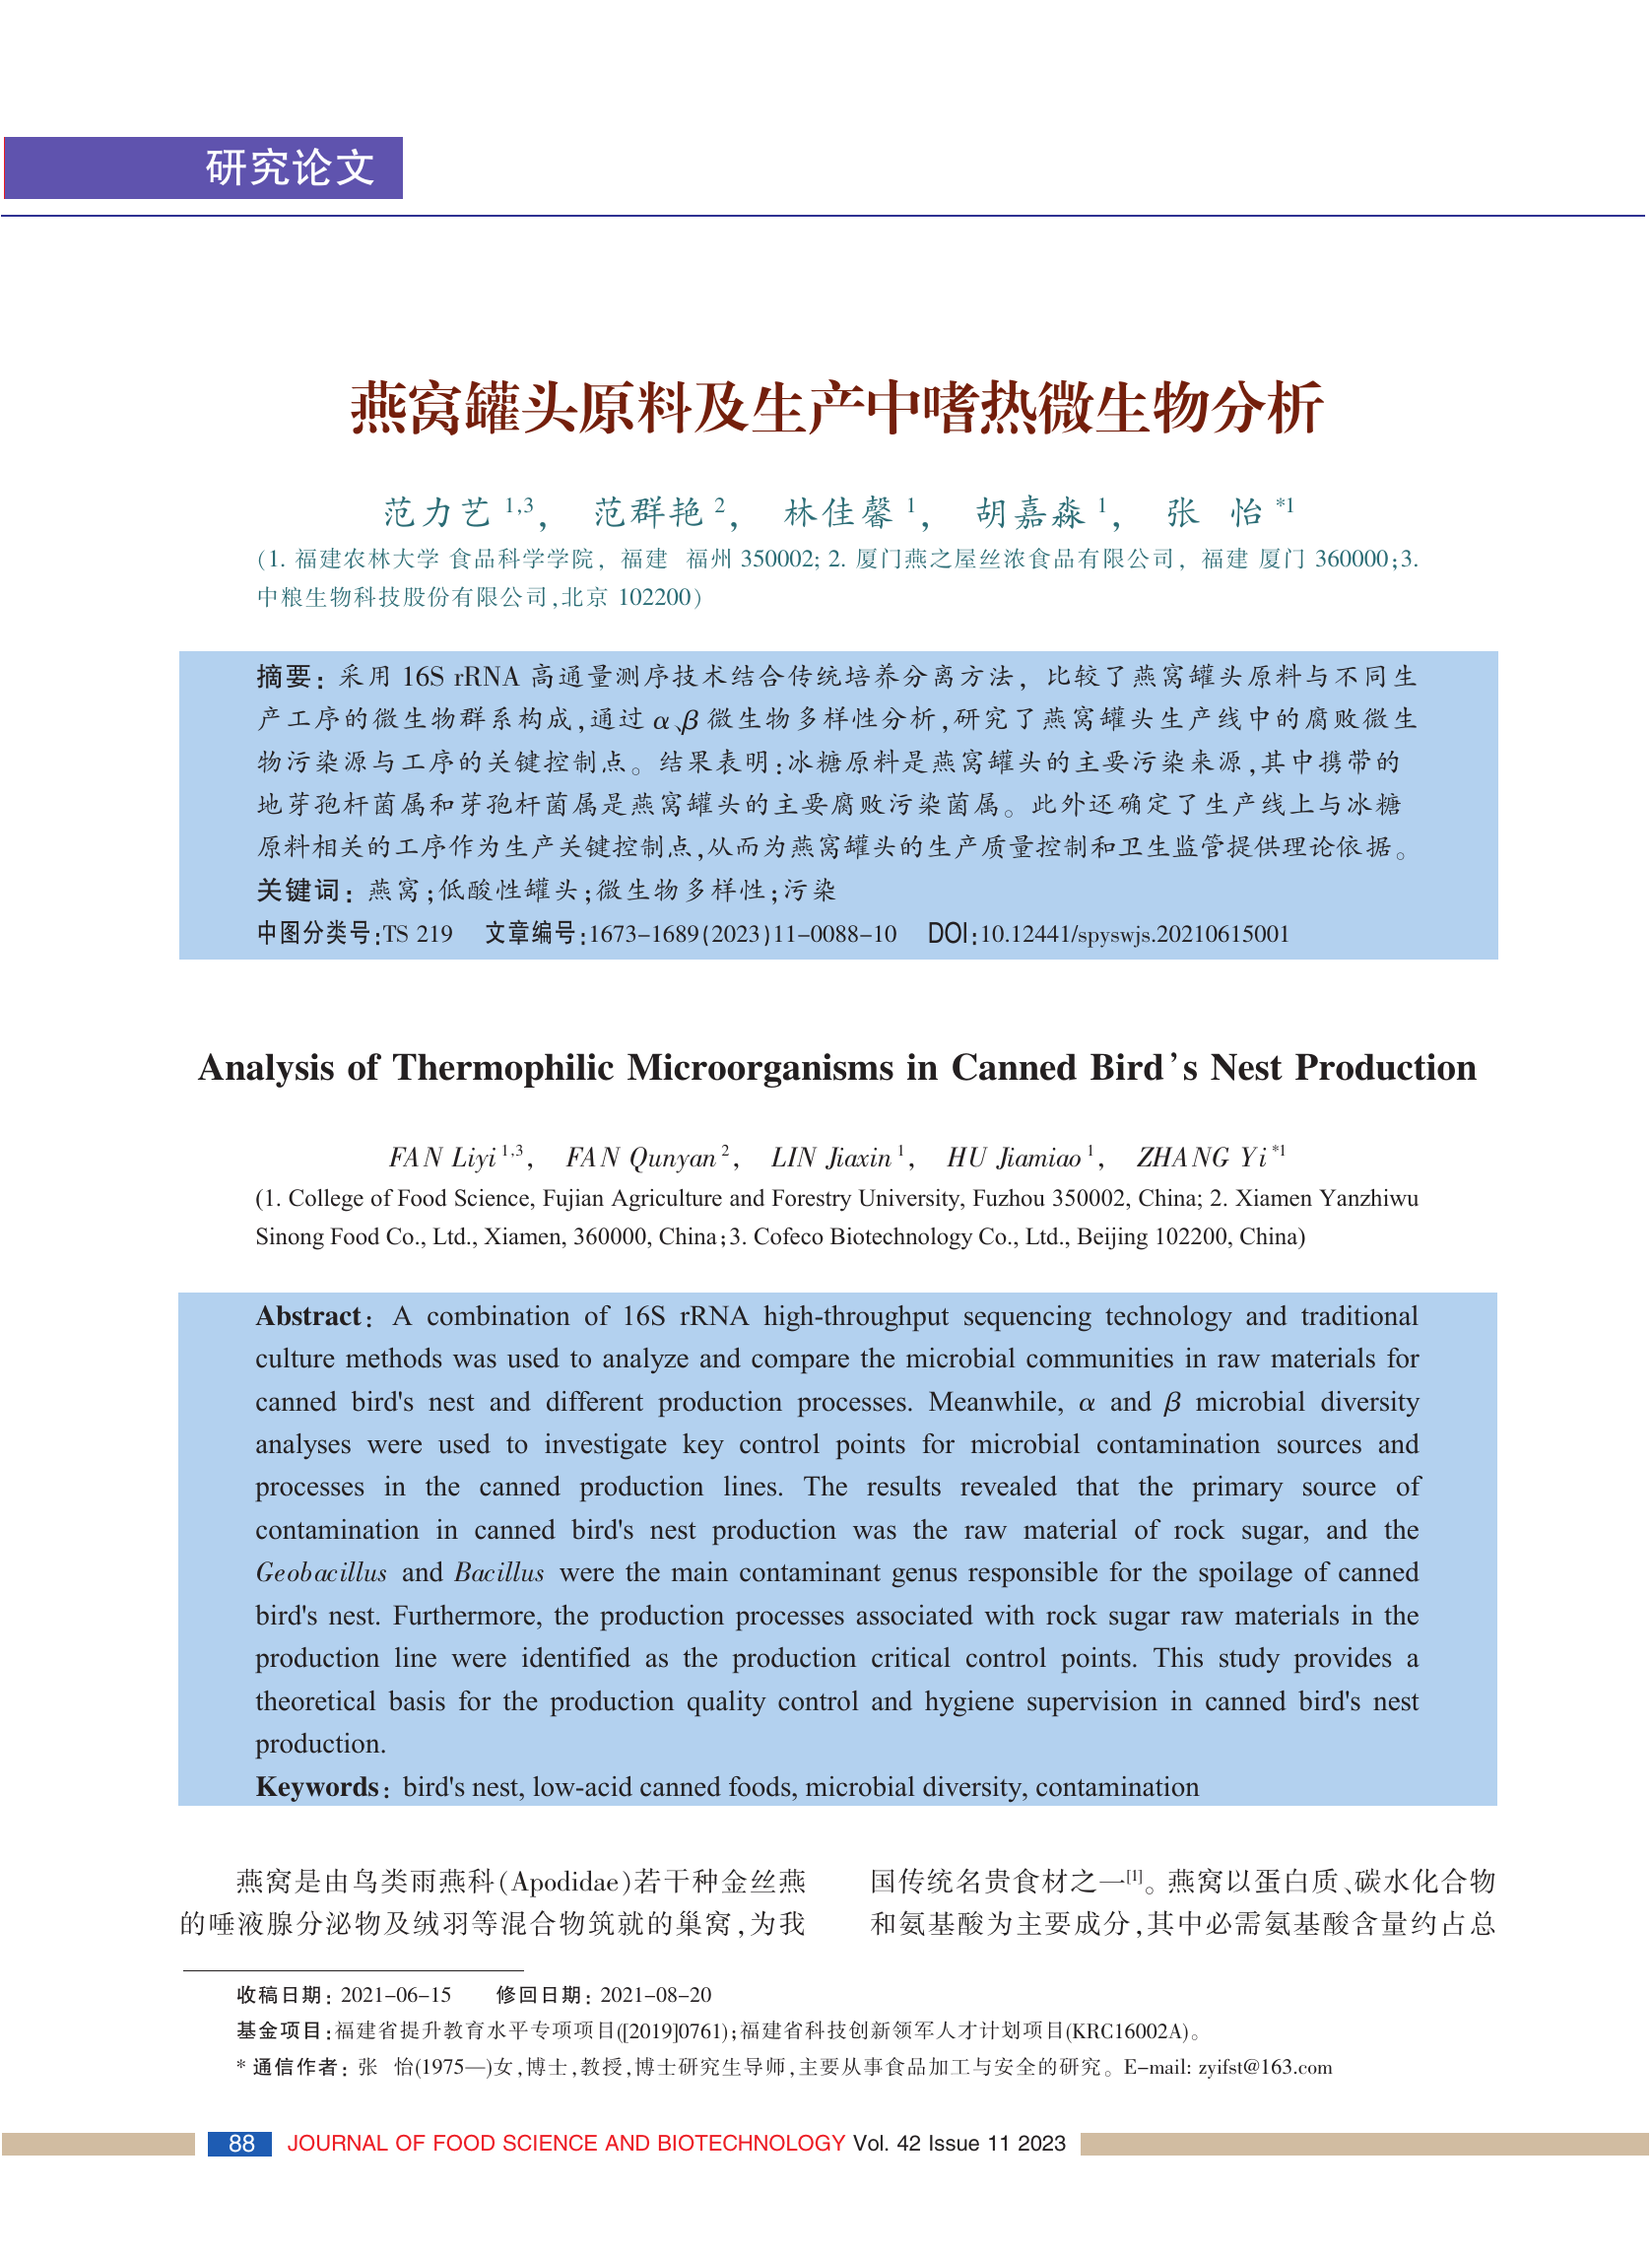 研究论文
燕窝罐头原料及生产中嗜热微生物分析
范力艺 1,3， 范群艳 2， 林佳馨 1， 胡嘉淼 1， 张 怡 *1
(1. 福建农林大学 食品科学学院，福建 福州 350002; 2. 厦门燕之屋丝浓食品有限公司，福建 厦门 360000;3.
中粮生物科技股份有限公司,北京 102200)
摘要：采用 16S rRNA 高通量测序技术结合传统培养分离方法，比较了燕窝罐头原料与不同生
产工序的微生物群系构成,通过 α、β 微生物多样性分析,研究了燕窝罐头生产线中的腐败微生
物污染源与工序的关键控制点。结果表明:冰糖原料是燕窝罐头的主要污染来源,其中携带的
地芽孢杆菌属和芽孢杆菌属是燕窝罐头的主要腐败污染菌属。此外还确定了生产线上与冰糖
原料相关的工序作为生产关键控制点,从而为燕窝罐头的生产质量控制和卫生监管提供理论依据。
关键词：燕窝;低酸性罐头;微生物多样性;污染
中图分类号:TS 219 文章编号:1673-1689(2023)11-0088-10 DOI:10.12441/spyswjs.20210615001
Analysis of Thermophilic Microorganisms in Canned Bird's Nest Production
FAN Liyi 1,3， FAN Qunyan 2， LIN Jiaxin 1， HU Jiamiao 1， ZHANG Yi *1
(1. College of Food Science, Fujian Agriculture and Forestry University, Fuzhou 350002, China; 2. Xiamen Yanzhiwu
Sinong Food Co., Ltd., Xiamen, 360000, China;3. Cofeco Biotechnology Co., Ltd., Beijing 102200, China)
Abstract：A combination of 16S rRNA high-throughput sequencing technology and traditional
culture methods was used to analyze and compare the microbial communities in raw materials for
canned bird's nest and different production processes. Meanwhile, α and β microbial diversity
analyses were used to investigate key control points for microbial contamination sources and
processes in the canned production lines. The results revealed that the primary source of
contamination in canned bird's nest production was the raw material of rock sugar, and the
Geobacillus and Bacillus were the main contaminant genus responsible for the spoilage of canned
bird's nest. Furthermore, the production processes associated with rock sugar raw materials in the
production line were identified as the production critical control points. This study provides a
theoretical basis for the production quality control and hygiene supervision in canned bird's nest
production.
Keywords：bird's nest, low-acid canned foods, microbial diversity, contamination
燕窝是由鸟类雨燕科(Apodidae)若干种金丝燕
的唾液腺分泌物及绒羽等混合物筑就的巢窝,为我
国传统名贵食材之一[1]。燕窝以蛋白质、碳水化合物
和氨基酸为主要成分,其中必需氨基酸含量约占总
收稿日期：2021-06-15 修回日期：2021-08-20
基金项目:福建省提升教育水平专项项目([2019]0761);福建省科技创新领军人才计划项目(KRC16002A)。
* 通信作者：张 怡(1975—)女,博士,教授,博士研究生导师,主要从事食品加工与安全的研究。E-mail: zyifst@163.com
88 JOURNAL OF FOOD SCIENCE AND BIOTECHNOLOGY Vol. 42 Issue 11 2023